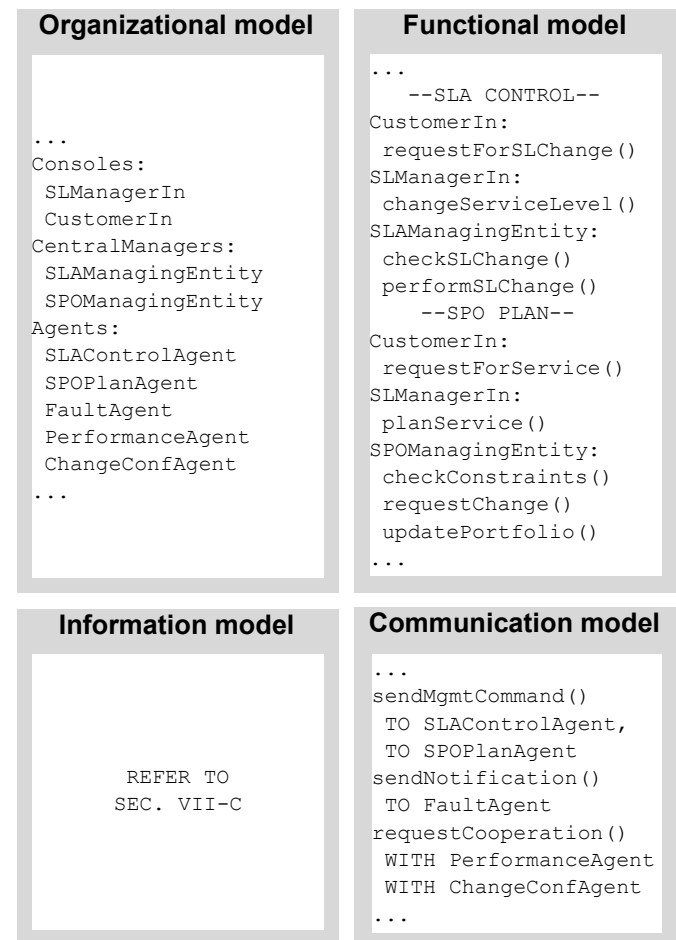 Organizational model
...
Consoles:
SLManagerIn
CustomerIn
CentralManagers:
SLAManagingEntity
SPOManagingEntity
Agents:
SLAControlAgent
SPOPlanAgent
FaultAgent
PerformanceAgent
ChangeConfAgent
...
Functional model
...
--SLA CONTROL--
CustomerIn:
requestForSLChange()
SLManagerIn:
changeServiceLevel()
SLAManagingEntity:
checkSLChange()
performSLChange()
--SPO PLAN--
CustomerIn:
requestForService()
SLManagerIn:
planService()
SPOManagingEntity:
checkConstraints()
requestChange()
updatePortfolio()
...
Information model
REFER TO
SEC. VII-C
Communication model
...
sendMgmtCommand()
TO SLAControlAgent,
TO SPOPlanAgent
sendNotification()
TO FaultAgent
requestCooperation()
WITH PerformanceAgent
WITH ChangeConfAgent
...